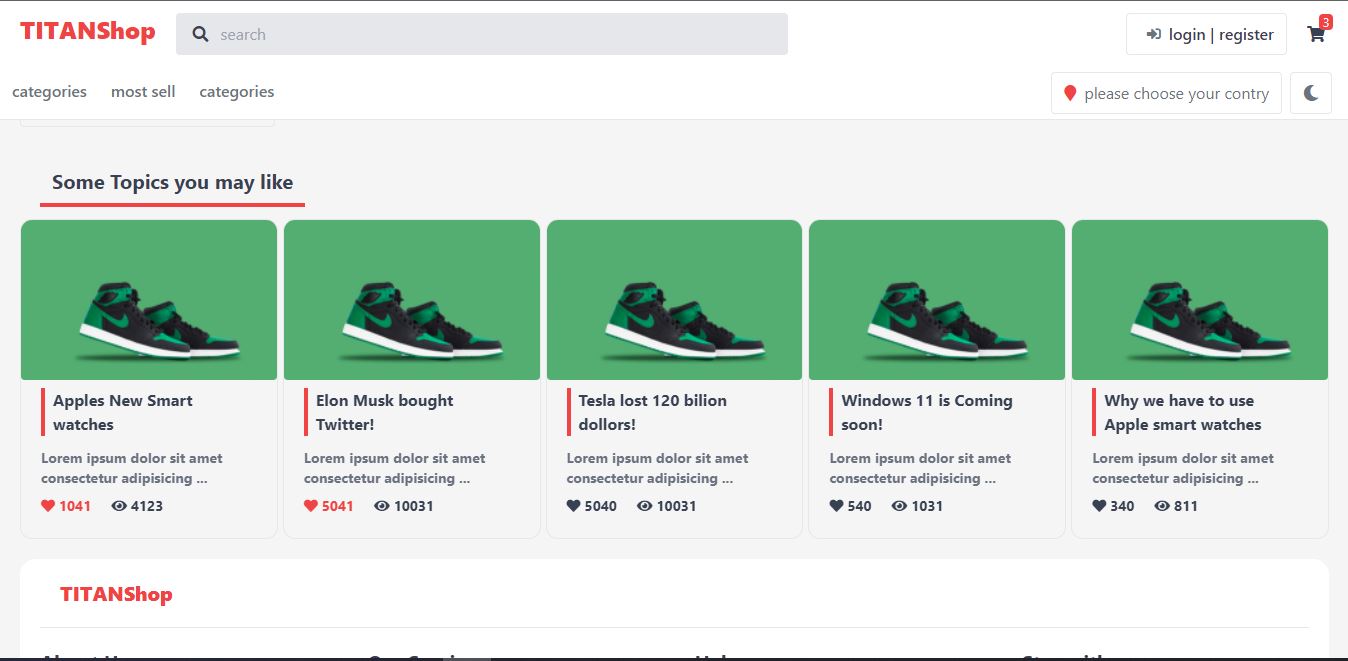 TITANShop
search
login | register
3
categories
most sell
categories
please choose your contry
Some Topics you may like
Apples New Smart
watches
Lorem ipsum dolor sit amet
consectetur adipisicing ...
1041 4123
Elon Musk bought
Twitter!
Lorem ipsum dolor sit amet
consectetur adipisicing ...
5041 10031
Tesla lost 120 bilion
dollors!
Lorem ipsum dolor sit amet
consectetur adipisicing ...
5040 10031
Windows 11 is Coming
soon!
Lorem ipsum dolor sit amet
consectetur adipisicing ...
540 1031
Why we have to use
Apple smart watches
Lorem ipsum dolor sit amet
consectetur adipisicing ...
340 811
TITANShop